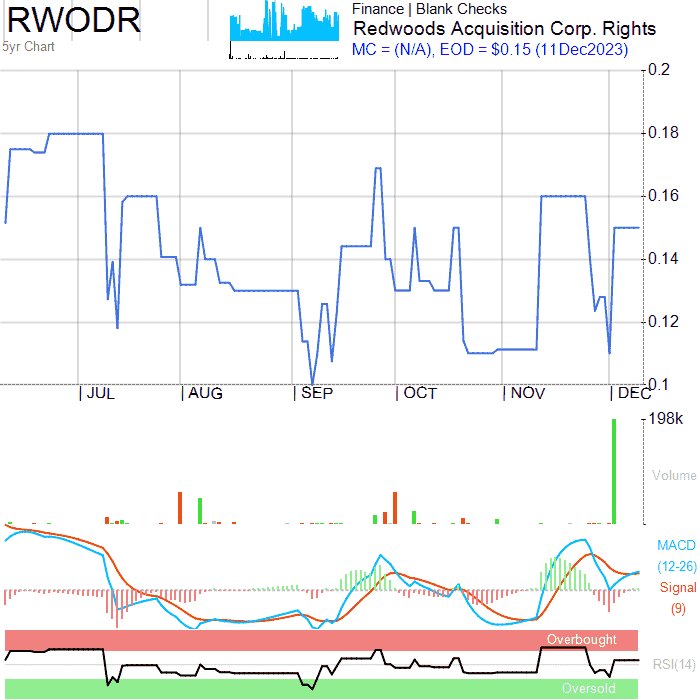 RWODR
5yr Chart
Finance | Blank Checks
Redwoods Acquisition Corp. Rights
MC = (N/A), EOD = $0.15 (11Dec2023)
0.2
0.18
0.16
0.14
0.12
0.1
JUL
AUG
SEP
OCT
NOV
DEC
198k
Volume
MACD
(12-26)
Signal
(9)
Overbought
RSI(14)
Oversold